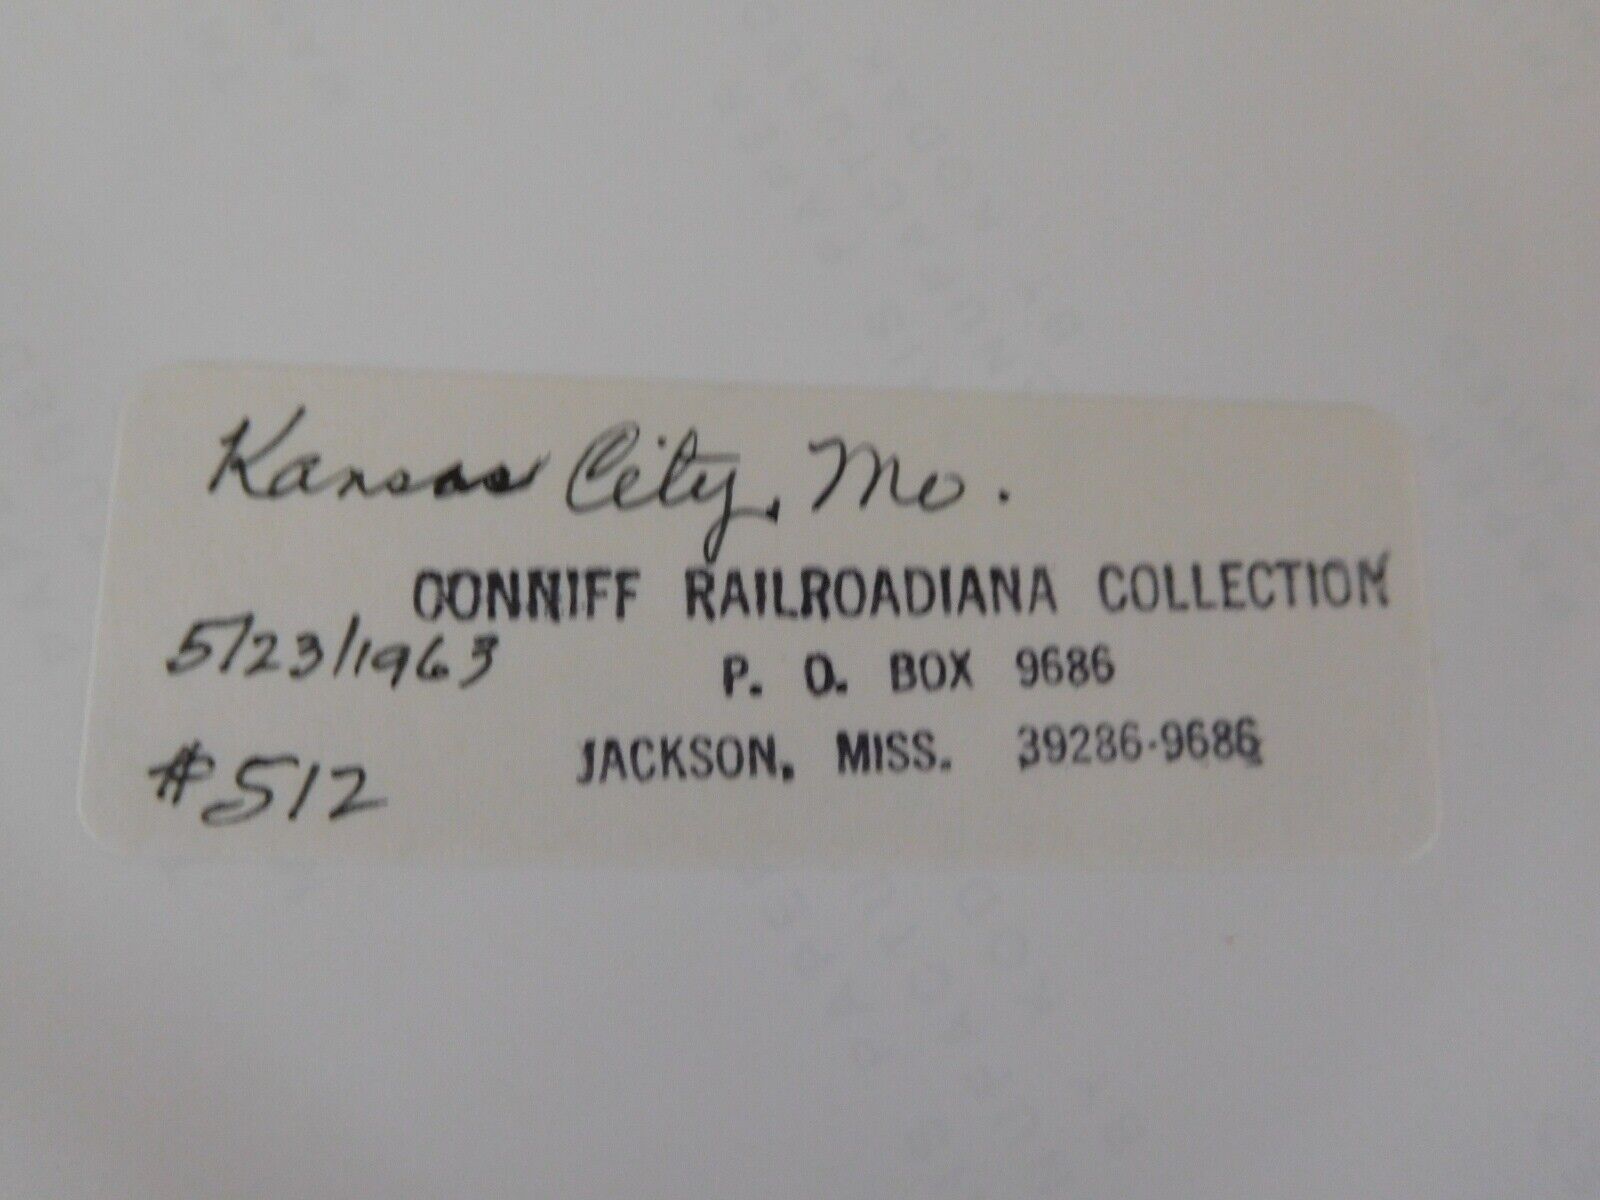 Kansas City, Mo.
CONNIFF RAILROADIANA COLLECTION
5/23/1963
P. O. BOX 9686
#512
JACKSON, MISS. 39286-9686